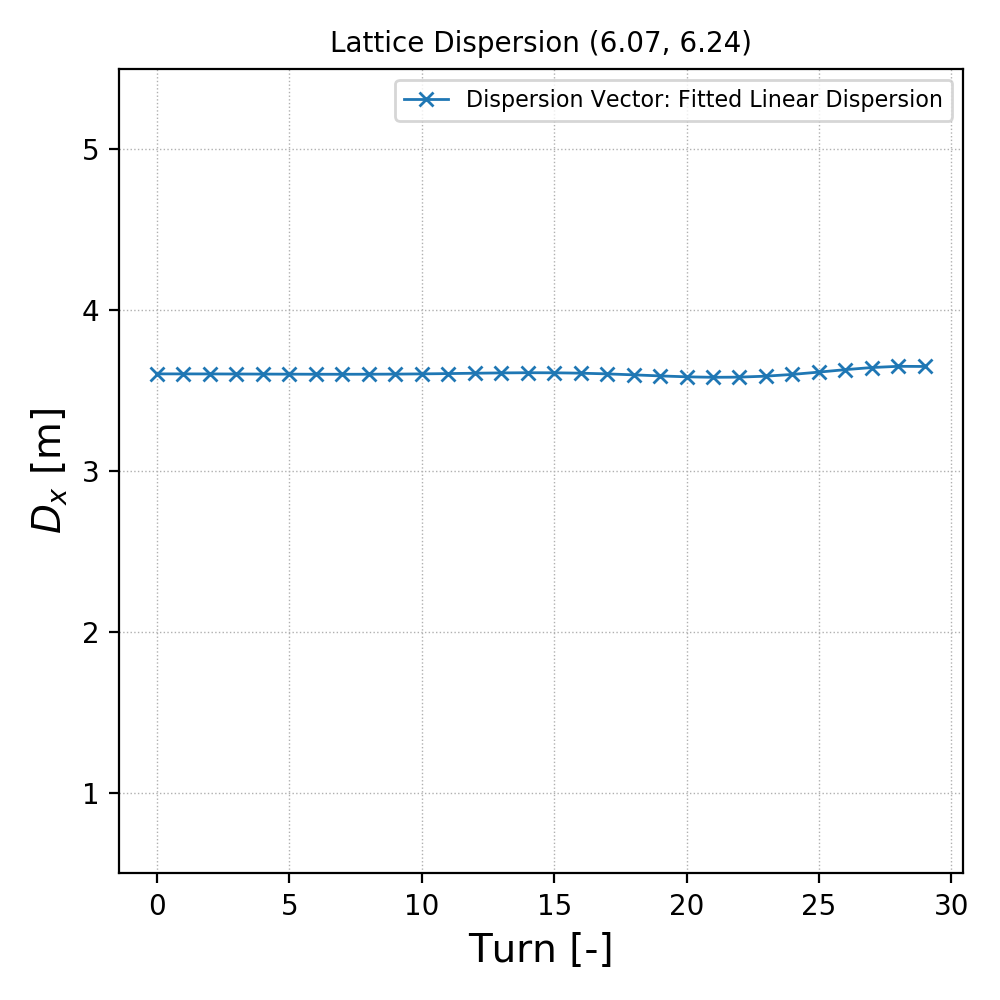 Lattice Dispersion (6.07, 6.24)
Dispersion Vector: Fitted Linear Dispersion
5
4
3
2
1
D_x [m]
0 5 10 15 20 25 30
Turn [-]